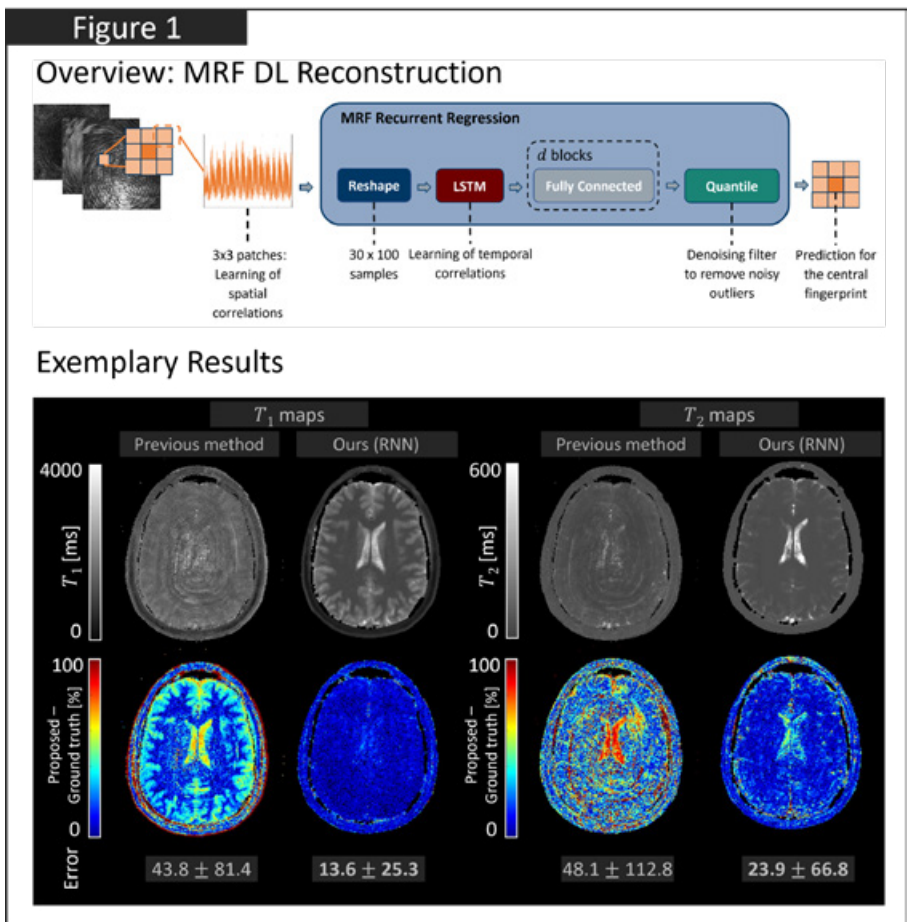 Figure 1
Overview: MRF DL Reconstruction
MRF Recurrent Regression
d blocks
Reshape
LSTM
Fully Connected
Quantile
3x3 patches:
Learning of
spatial
correlations
30 x 100
samples
Learning of temporal
correlations
Denoising filter
to remove noisy
outliers
Prediction for
the central
fingerprint
Exemplary Results
T₁ maps
T₂ maps
Previous method
Ours (RNN)
Previous method
Ours (RNN)
4000
T₁ [ms]
0
600
T₂ [ms]
0
100
Proposed –
Ground truth [%]
0
100
Proposed –
Ground truth [%]
0
Error
43.8 ± 81.4
13.6 ± 25.3
48.1 ± 112.8
23.9 ± 66.8